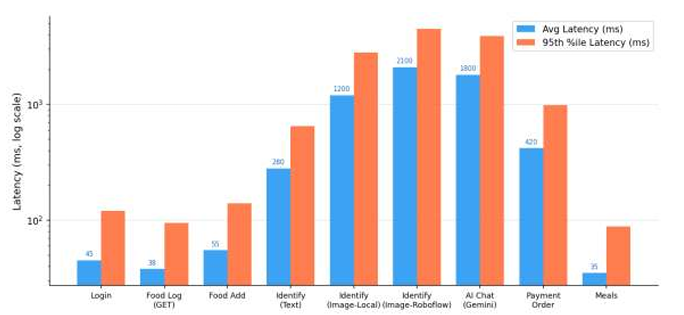 Avg Latency (ms)
95th %ile Latency (ms)
Latency (ms, log scale)
10³
10²
45
38
55
280
1200
2100
1800
420
35
Login
Food Log
(GET)
Food Add
Identify
(Text)
Identify
(Image-Local)
Identify
(Image-Roboflow)
AI Chat
(Gemini)
Payment
Order
Meals